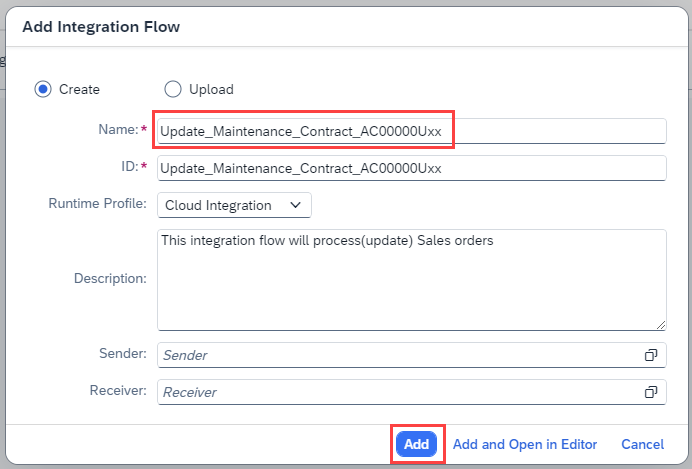 Add Integration Flow
Create Upload
Name:* Update_Maintenance_Contract_AC00000Uxx
ID:* Update_Maintenance_Contract_AC00000Uxx
Runtime Profile: Cloud Integration
This integration flow will process(update) Sales orders
Description:
Sender: Sender
Receiver: Receiver
Add Add and Open in Editor Cancel